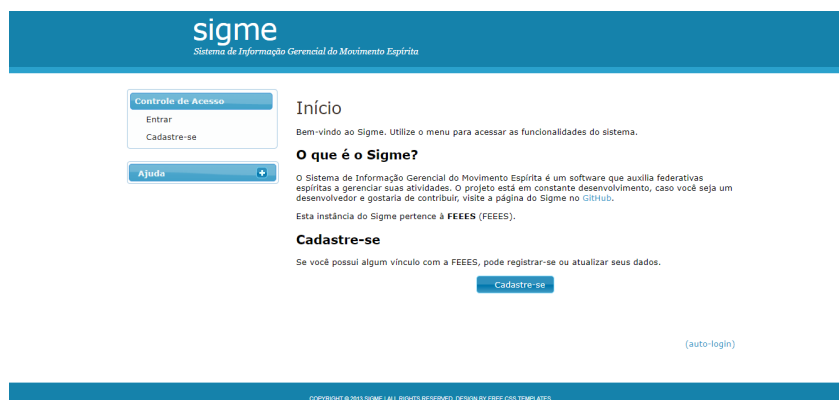 sigme
Sistema de Informação Gerencial do Movimento Espírita
Controle de Acesso
Entrar
Cadastre-se
Ajuda
Início
Bem-vindo ao Sigme. Utilize o menu para acessar as funcionalidades do sistema.
O que é o Sigme?
O Sistema de Informação Gerencial do Movimento Espírita é um software que auxilia federativas
espíritas a gerenciar suas atividades. O projeto está em constante desenvolvimento, caso você seja um
desenvolvedor e gostaria de contribuir, visite a página do Sigme no GitHub.
Esta instância do Sigme pertence à FEEES (FEEES).
Cadastre-se
Se você possui algum vínculo com a FEEES, pode registrar-se ou atualizar seus dados.
Cadastre-se
(auto-login)
COPYRIGHT © 2013 SIGME | ALL RIGHTS RESERVED. DESIGN BY FREE CSS TEMPLATES.